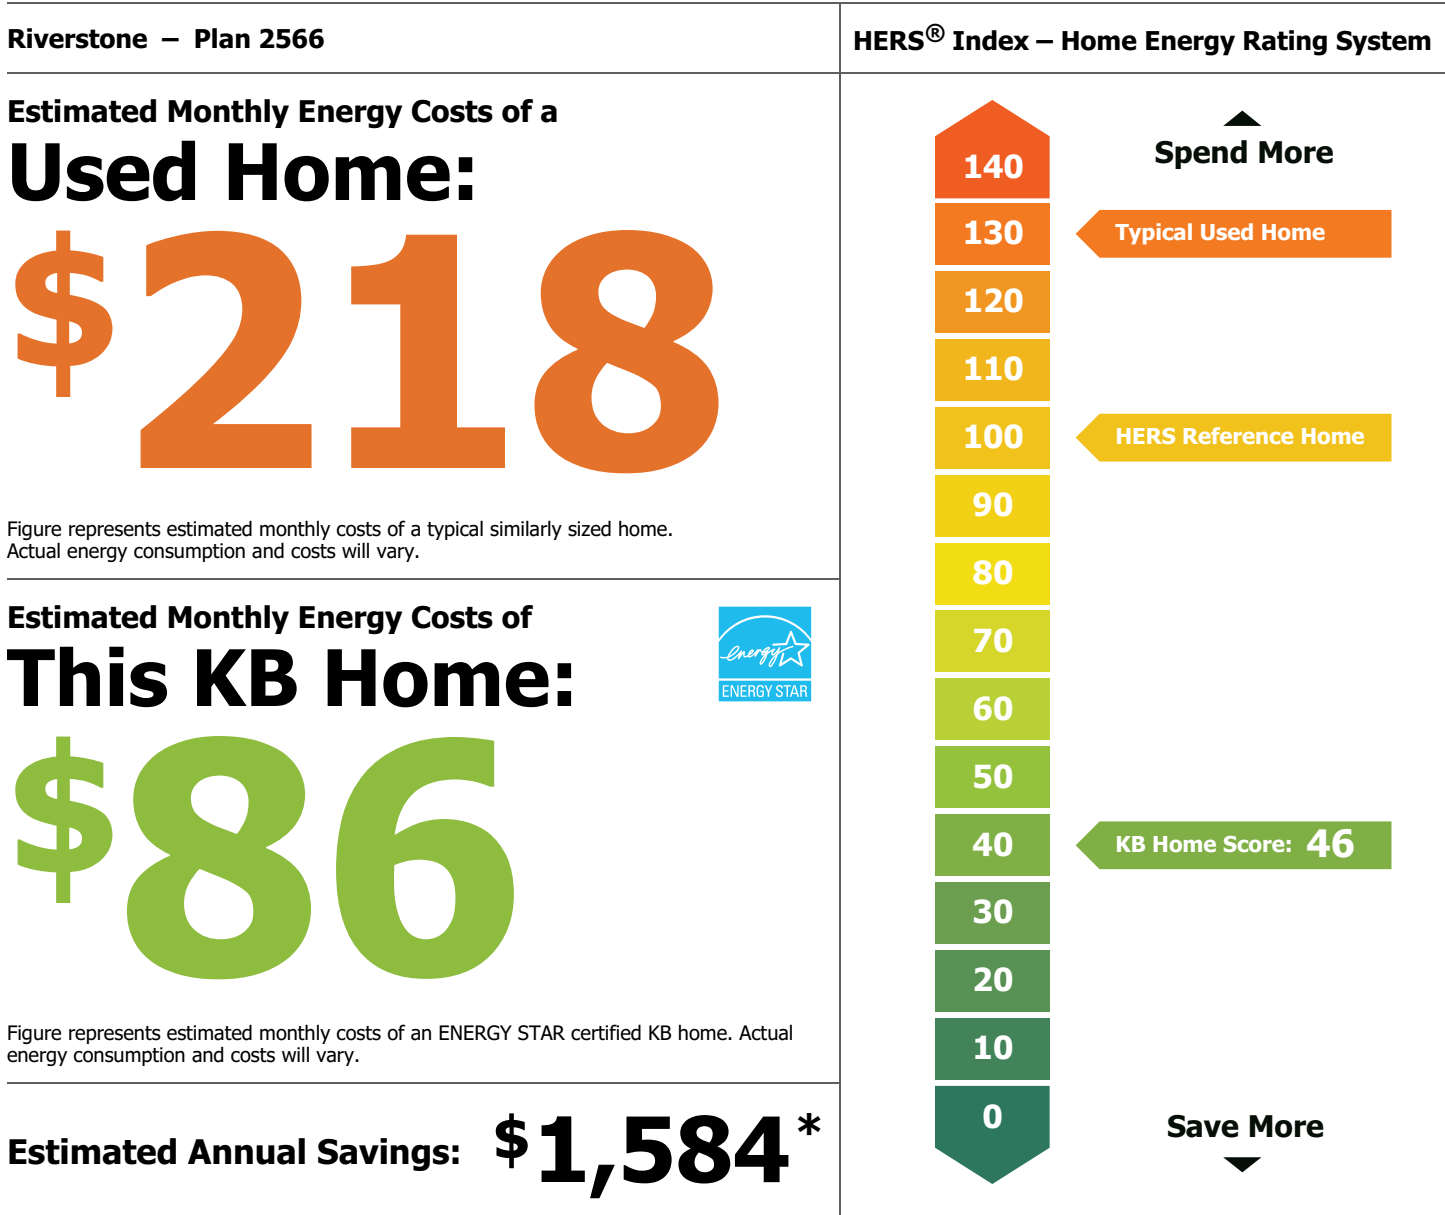 Riverstone – Plan 2566
Estimated Monthly Energy Costs of a
Used Home:
$218
Figure represents estimated monthly costs of a typical similarly sized home.
Actual energy consumption and costs will vary.
Estimated Monthly Energy Costs of
This KB Home:
energy
ENERGY STAR
$86
Figure represents estimated monthly costs of an ENERGY STAR certified KB home. Actual
energy consumption and costs will vary.
Estimated Annual Savings: $1,584*
HERS® Index – Home Energy Rating System
Spend More
140
130
Typical Used Home
120
110
100
HERS Reference Home
90
80
70
60
50
40
KB Home Score: 46
30
20
10
0
Save More